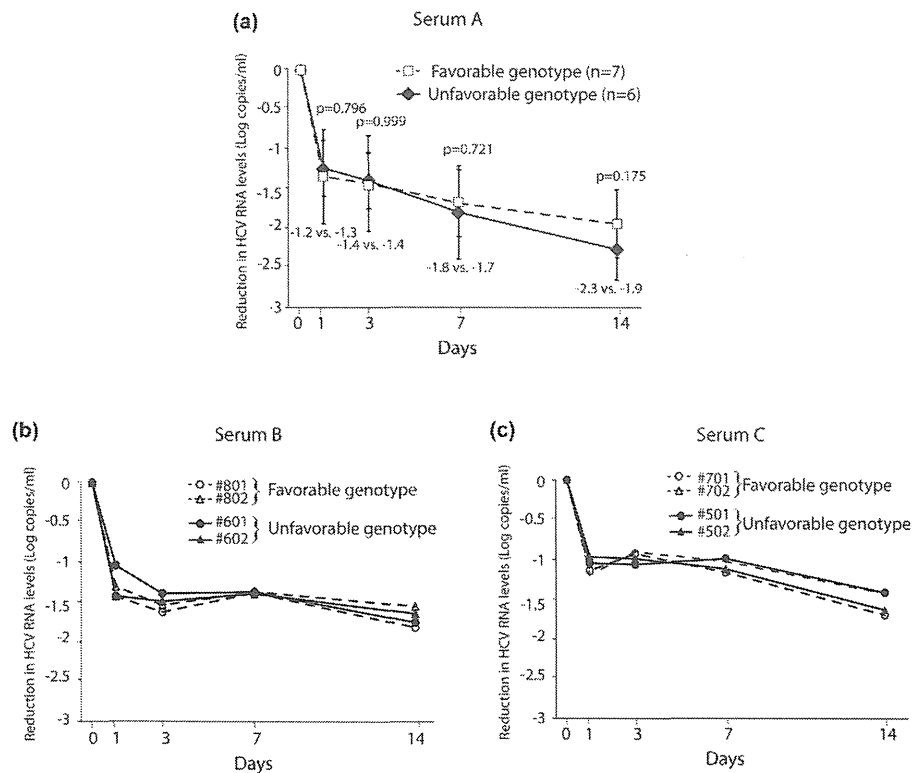 (a)
Serum A
Reduction in HCV RNA levels (Log copies/ml)
0
-0.5
-1
-1.5
-2
-2.5
-3
Favorable genotype (n=7)
Unfavorable genotype (n=6)
p=0.796
p=0.999
p=0.721
p=0.175
-1.2 vs. -1.3
-1.4 vs. -1.4
-1.8 vs. -1.7
-2.3 vs. -1.9
0 1 3 7 14
Days
(b)
Serum B
Reduction in HCV RNA levels (Log copies/ml)
0
-0.5
-1
-1.5
-2
-2.5
-3
#801
#802
Favorable genotype
#601
#602
Unfavorable genotype
0 1 3 7 14
Days
(c)
Serum C
Reduction in HCV RNA levels (Log copies/ml)
0
-0.5
-1
-1.5
-2
-2.5
-3
#701
#702
Favorable genotype
#501
#502
Unfavorable genotype
0 1 3 7 14
Days